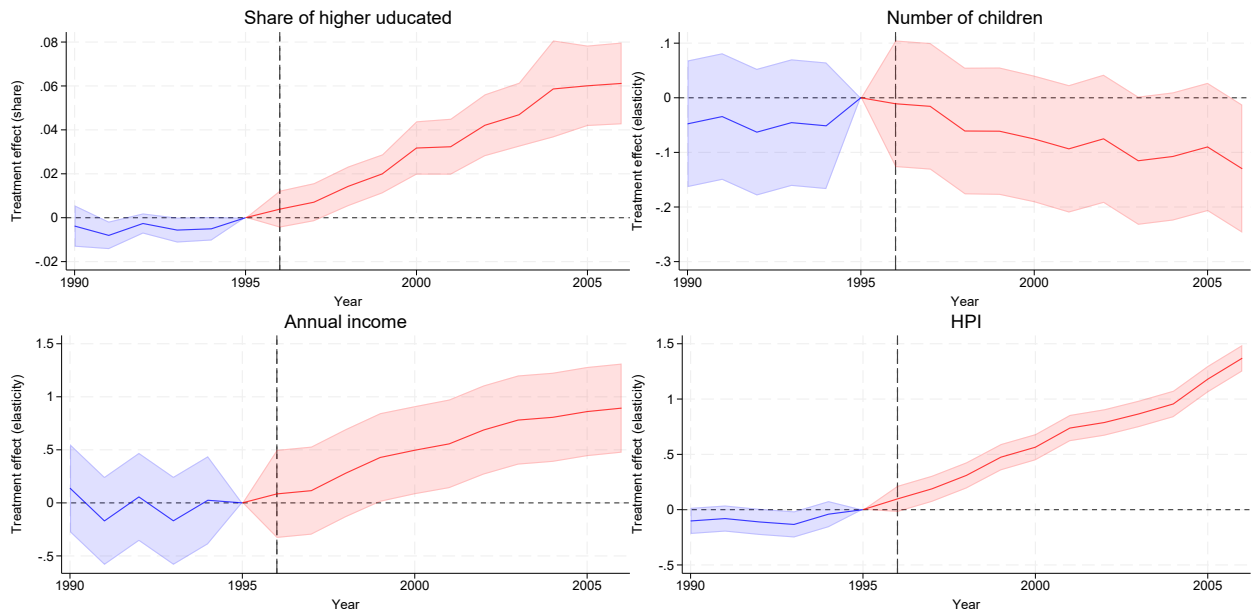 Share of higher uducated
Treatment effect (share)
.08
.06
.04
.02
0
-.02
1990 1995 2000 2005
Year
Number of children
Treatment effect (elasticity)
.1
0
-.1
-.2
-.3
1990 1995 2000 2005
Year
Annual income
Treatment effect (elasticity)
1.5
1
.5
0
-.5
1990 1995 2000 2005
Year
HPI
Treatment effect (elasticity)
1.5
1
.5
0
-.5
1990 1995 2000 2005
Year